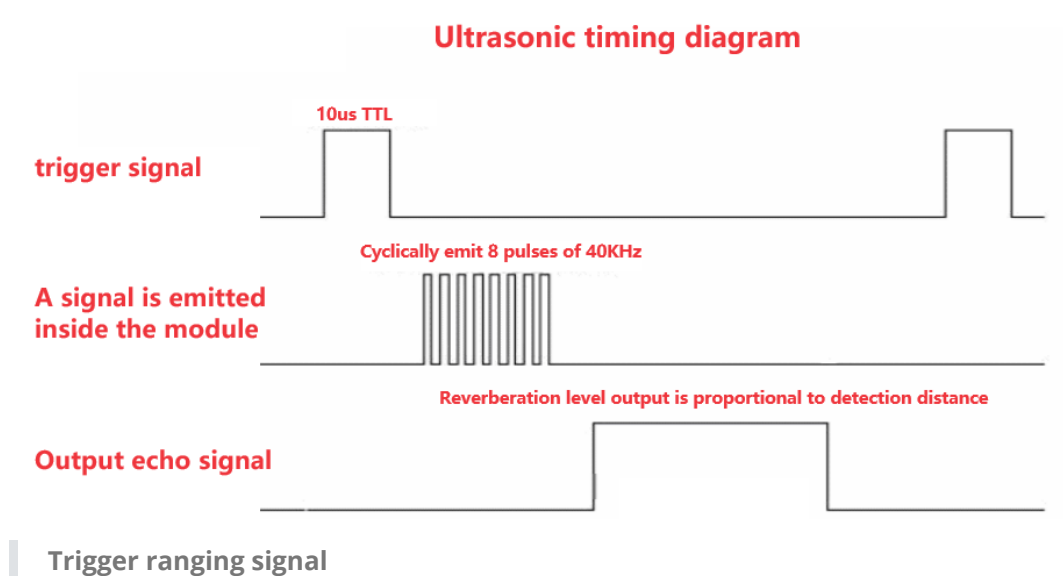 Ultrasonic timing diagram
10us TTL
trigger signal
Cyclically emit 8 pulses of 40KHz
A signal is emitted
inside the module
Reverberation level output is proportional to detection distance
Output echo signal
Trigger ranging signal